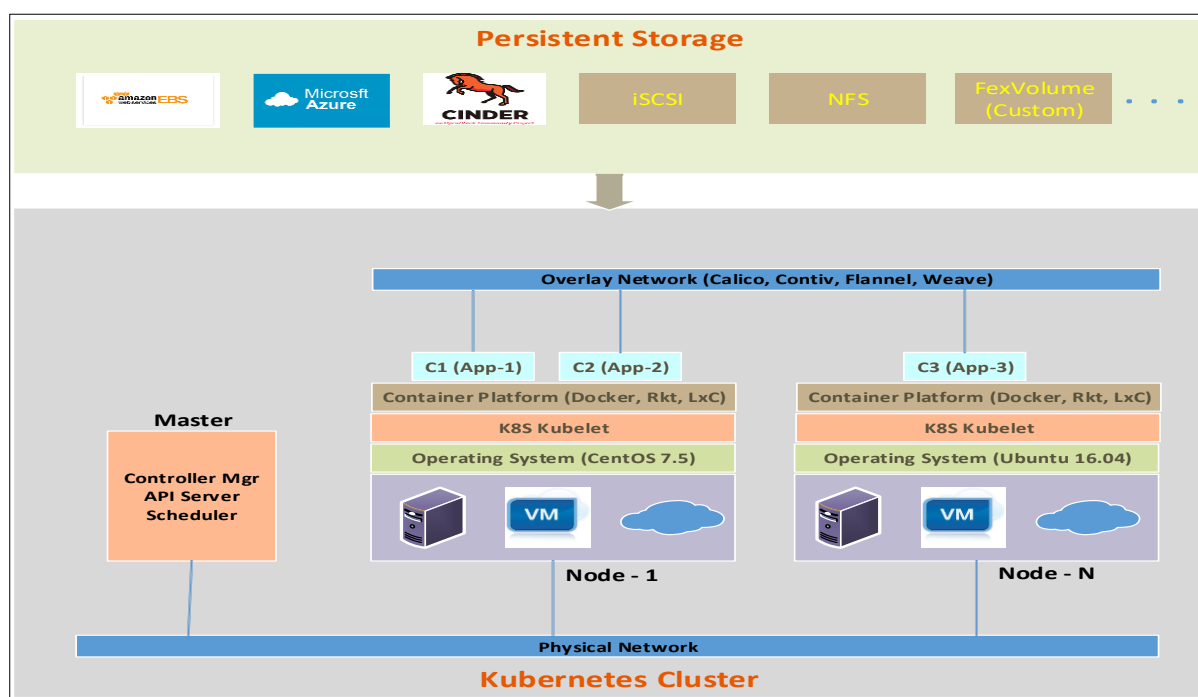 Persistent Storage
amazon
web services EBS
Microsft
Azure
CINDER
iSCSI
NFS
FexVolume
(Custom)
Overlay Network (Calico, Contiv, Flannel, Weave)
C1 (App-1)
C2 (App-2)
C3 (App-3)
Container Platform (Docker, Rkt, LxC)
Container Platform (Docker, Rkt, LxC)
Master
K8S Kubelet
K8S Kubelet
Operating System (CentOS 7.5)
Operating System (Ubuntu 16.04)
Controller Mgr
API Server
Scheduler
VM
VM
Node - 1
Node - N
Physical Network
Kubernetes Cluster